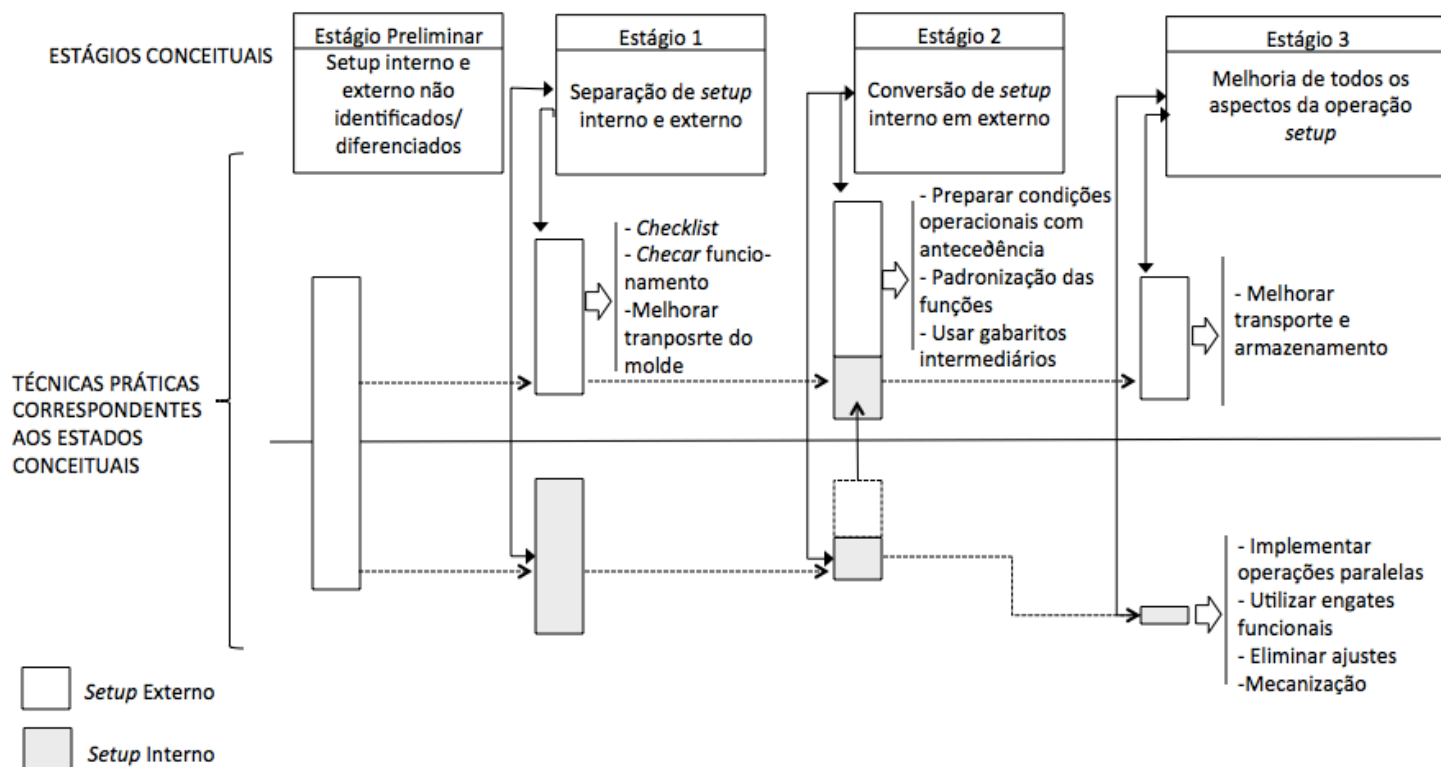 ESTÁGIOS CONCEITUAIS
Estágio Preliminar
Setup interno e
externo não
identificados/
diferenciados
Estágio 1
Separação de setup
interno e externo
Estágio 2
Conversão de setup
interno em externo
Estágio 3
Melhoria de todos os
aspectos da operação
setup
- Checklist
- Checar funcio-
namento
-Melhorar
tranposrte do
molde
- Preparar condições
operacionais com
anteceðência
- Padronização das
funções
- Usar gabaritos
intermediários
- Melhorar
transporte e
armazenamento
TÉCNICAS PRÁTICAS
CORRESPONDENTES
AOS ESTADOS
CONCEITUAIS
- Implementar
operações paralelas
- Utilizar engates
funcionais
- Eliminar ajustes
-Mecanização
Setup Externo
Setup Interno